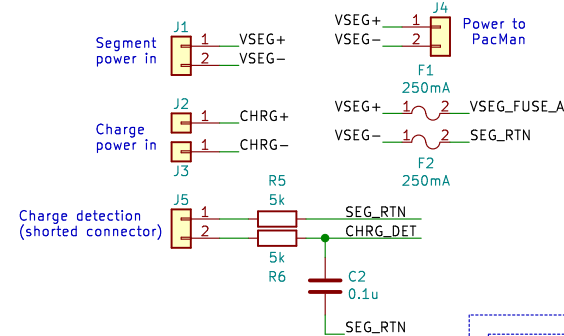 J1
Segment
power in
1
VSEG+
2
VSEG−
J4
VSEG+
1
VSEG−
2
Power to
PacMan
J2
1
CHRG+
Charge
power in
1
CHRG−
J3
F1
250mA
VSEG+
1
2
VSEG_FUSE_A
VSEG−
1
2
SEG_RTN
F2
250mA
J5
Charge detection
(shorted connector)
1
2
R5
5k
SEG_RTN
CHRG_DET
5k
R6
C2
0.1u
SEG_RTN